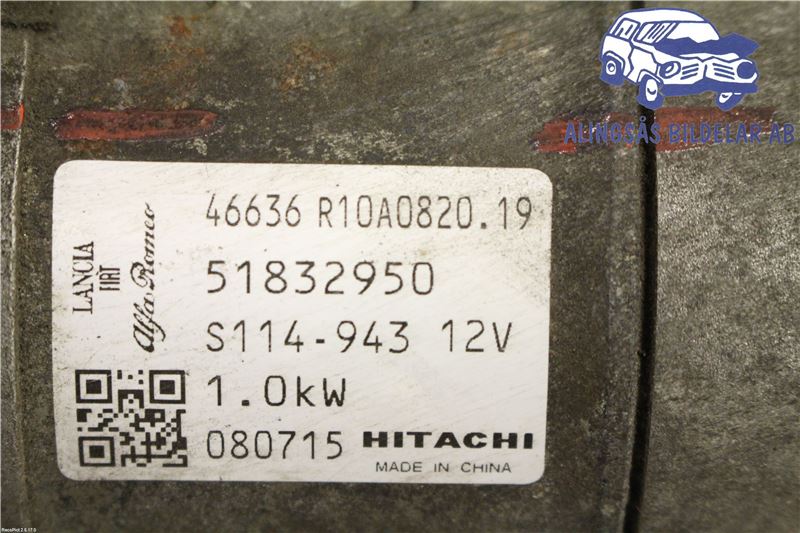 ALINGSÅS BILDELAR AB
46636 R10A0820.19
LANCIA
FIAT
Alfa Romeo
51832950
S114-943 12V
1.0kW
080715 HITACHI
MADE IN CHINA